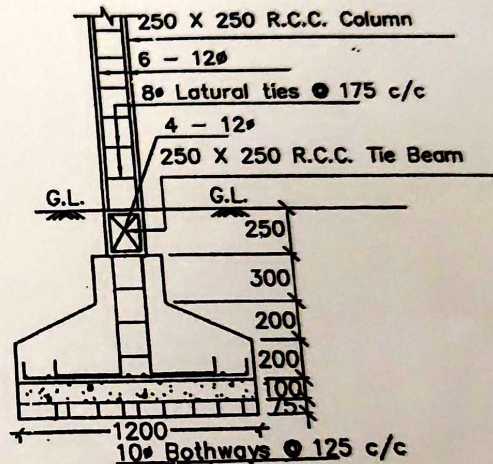 250 X 250 R.C.C. Column
6 - 12ø
8ø Latural ties @ 175 c/c
4 - 12ø
250 X 250 R.C.C. Tie Beam
G.L. G.L.
250
300
200
200
100
75
1200
10ø Bothways @ 125 c/c